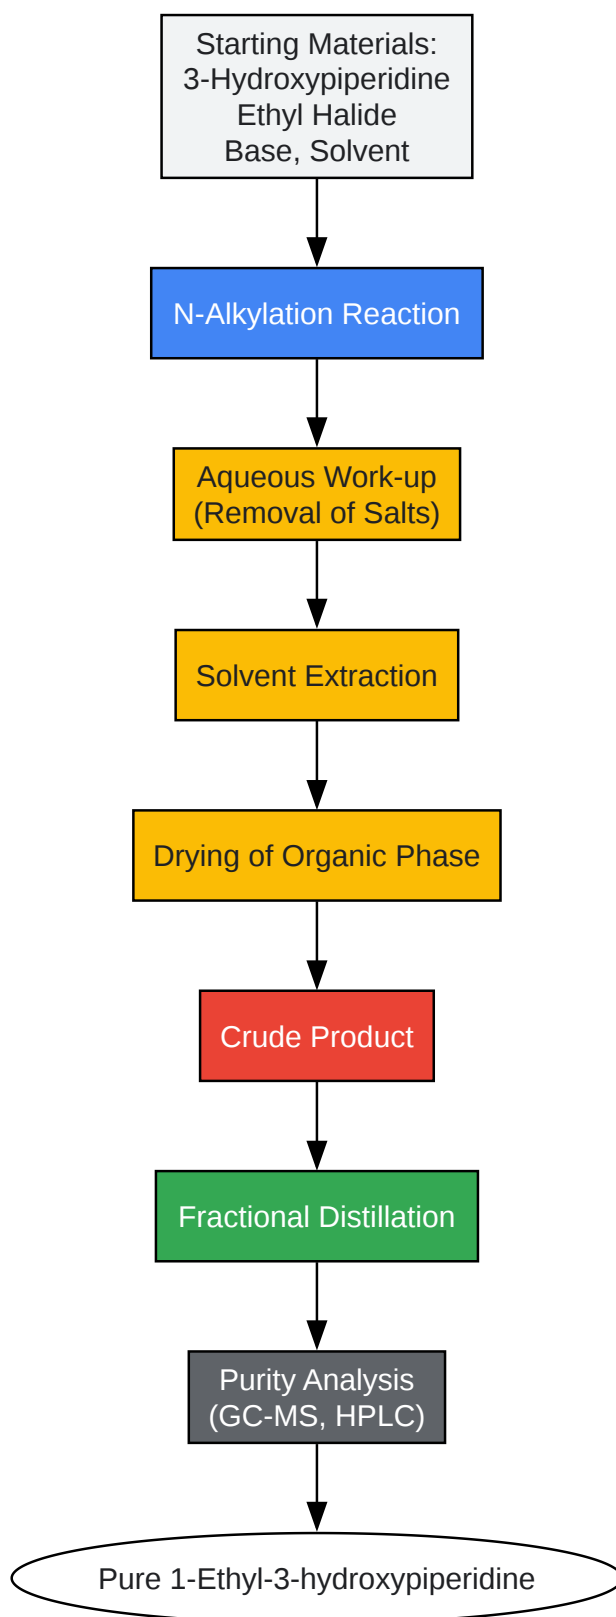 Starting Materials:
3-Hydroxypiperidine
Ethyl Halide
Base, Solvent
N-Alkylation Reaction
Aqueous Work-up
(Removal of Salts)
Solvent Extraction
Drying of Organic Phase
Crude Product
Fractional Distillation
Purity Analysis
(GC-MS, HPLC)
Pure 1-Ethyl-3-hydroxypiperidine